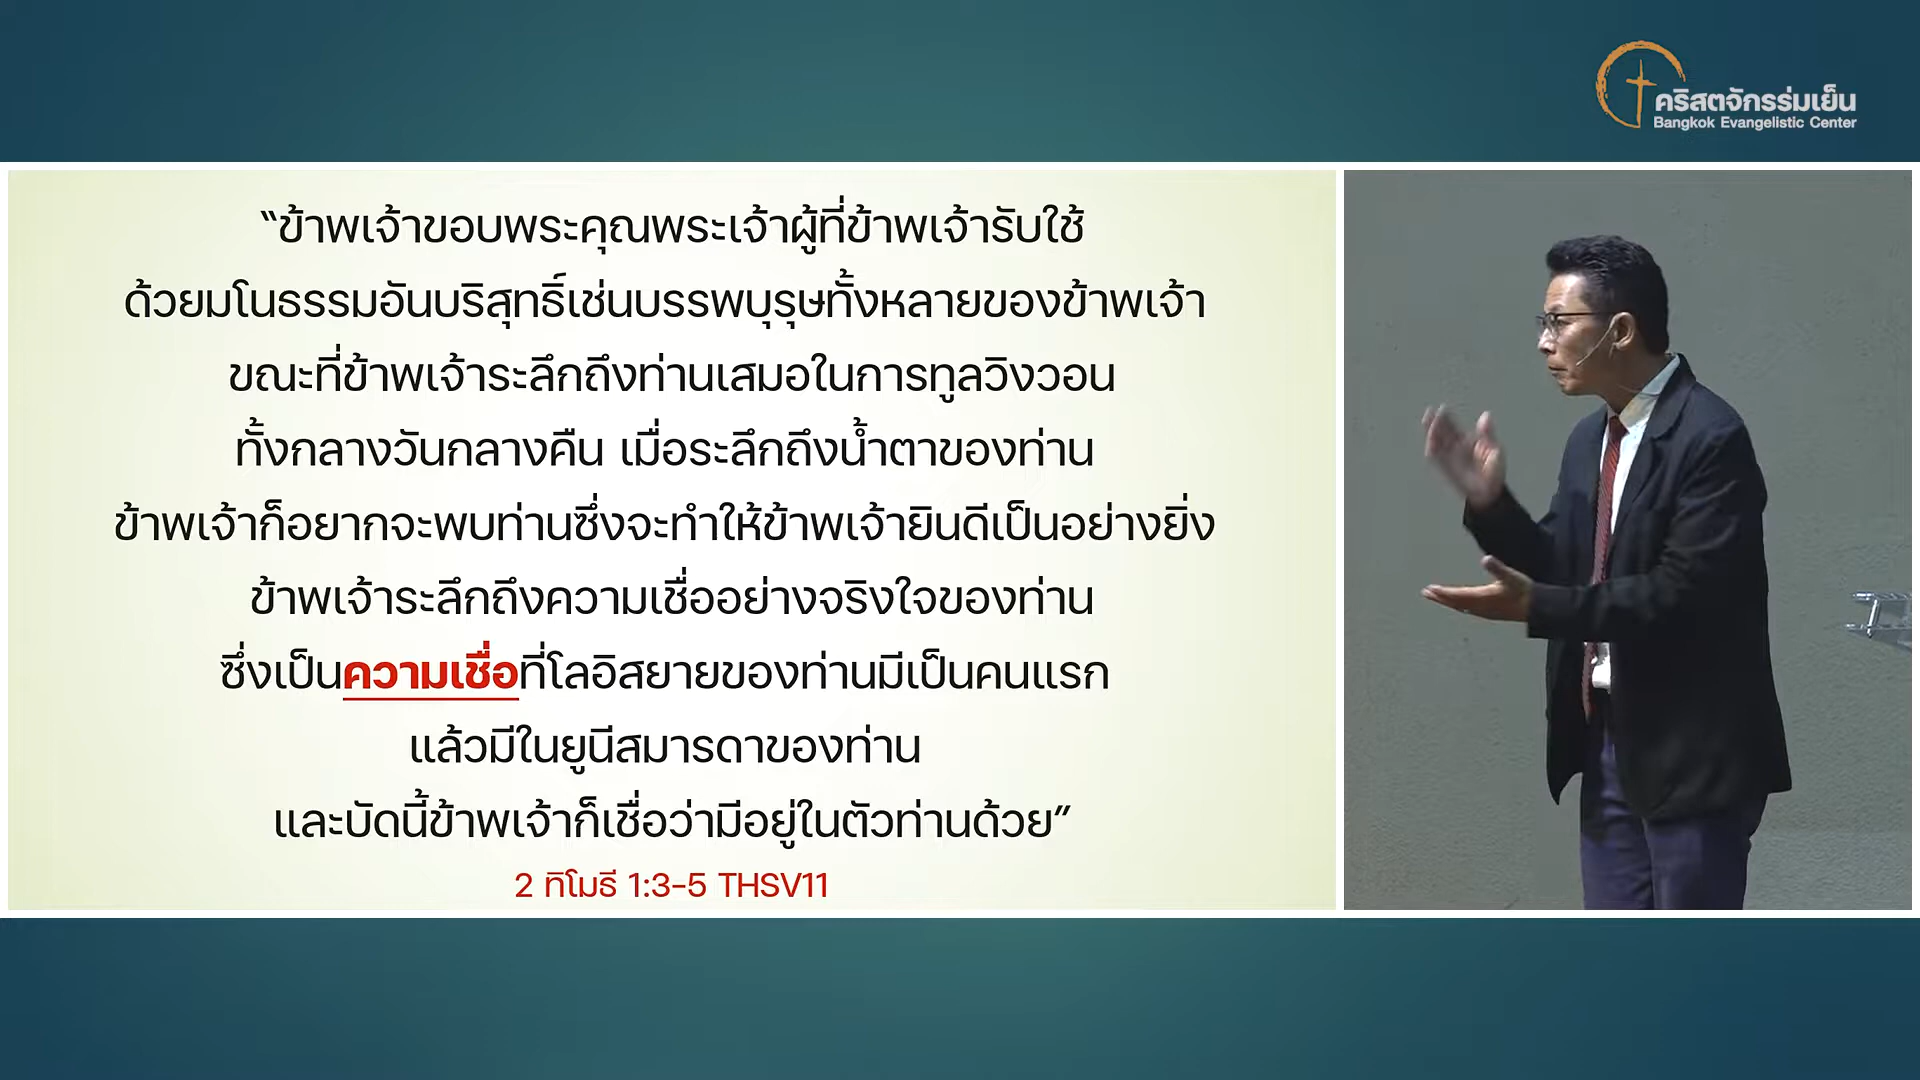 คริสตจักรร่มเย็น
Bangkok Evangelistic Center
“ข้าพเจ้าขอบพระคุณพระเจ้าผู้ที่ข้าพเจ้ารับใช้
ด้วยมโนธรรมอันบริสุทธิ์เช่นบรรพบุรุษทั้งหลายของข้าพเจ้า
ขณะที่ข้าพเจ้าระลึกถึงท่านเสมอในการทูลวิงวอน
ทั้งกลางวันกลางคืน เมื่อระลึกถึงน้ำตาของท่าน
ข้าพเจ้าก็อยากจะพบท่านซึ่งจะทำให้ข้าพเจ้ายินดีเป็นอย่างยิ่ง
ข้าพเจ้าระลึกถึงความเชื่ออย่างจริงใจของท่าน
ซึ่งเป็นความเชื่อที่โลอิสยายของท่านมีเป็นคนแรก
แล้วมีในยูนีสมารดาของท่าน
และบัดนี้ข้าพเจ้าก็เชื่อว่ามีอยู่ในตัวท่านด้วย”
2 ทิโมธี 1:3-5 THSV11